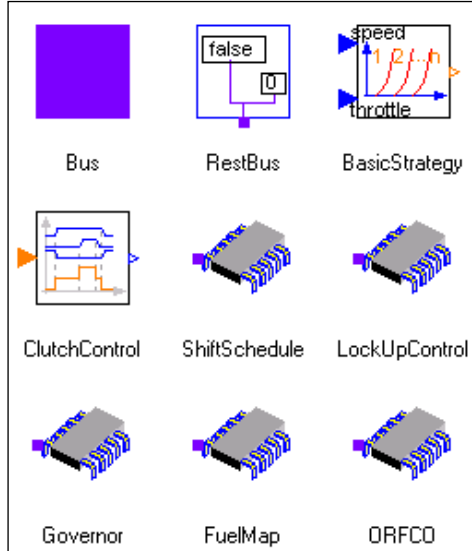 false
0
speed
1 2 ... n
throttle
Bus RestBus BasicStrategy
ClutchControl ShiftSchedule LockUpControl
Governor FuelMap ORFCO